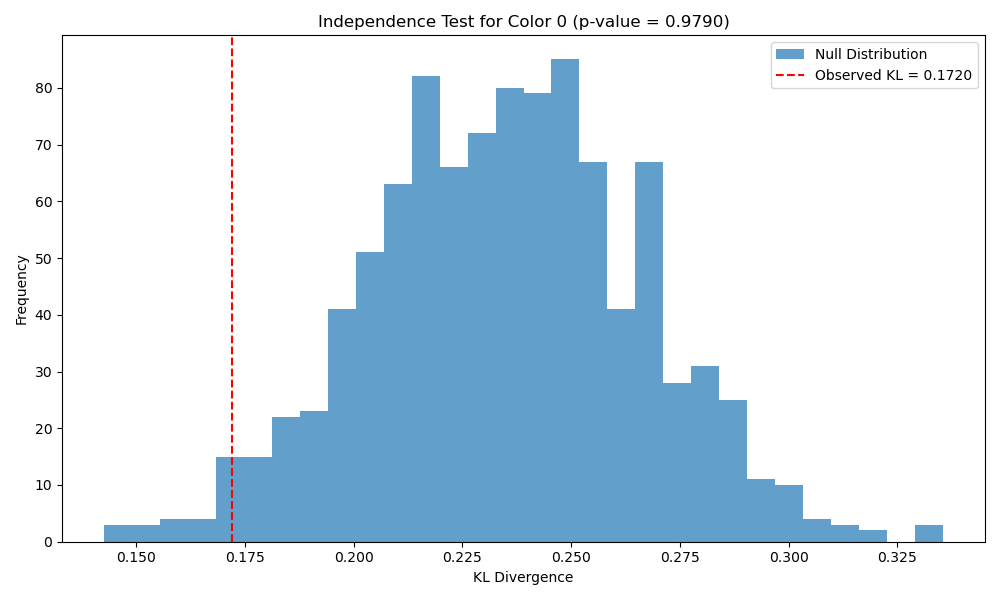 Independence Test for Color 0 (p-value = 0.9790)
Null Distribution
Observed KL = 0.1720
Frequency
80
70
60
50
40
30
20
10
0
0.150 0.175 0.200 0.225 0.250 0.275 0.300 0.325
KL Divergence